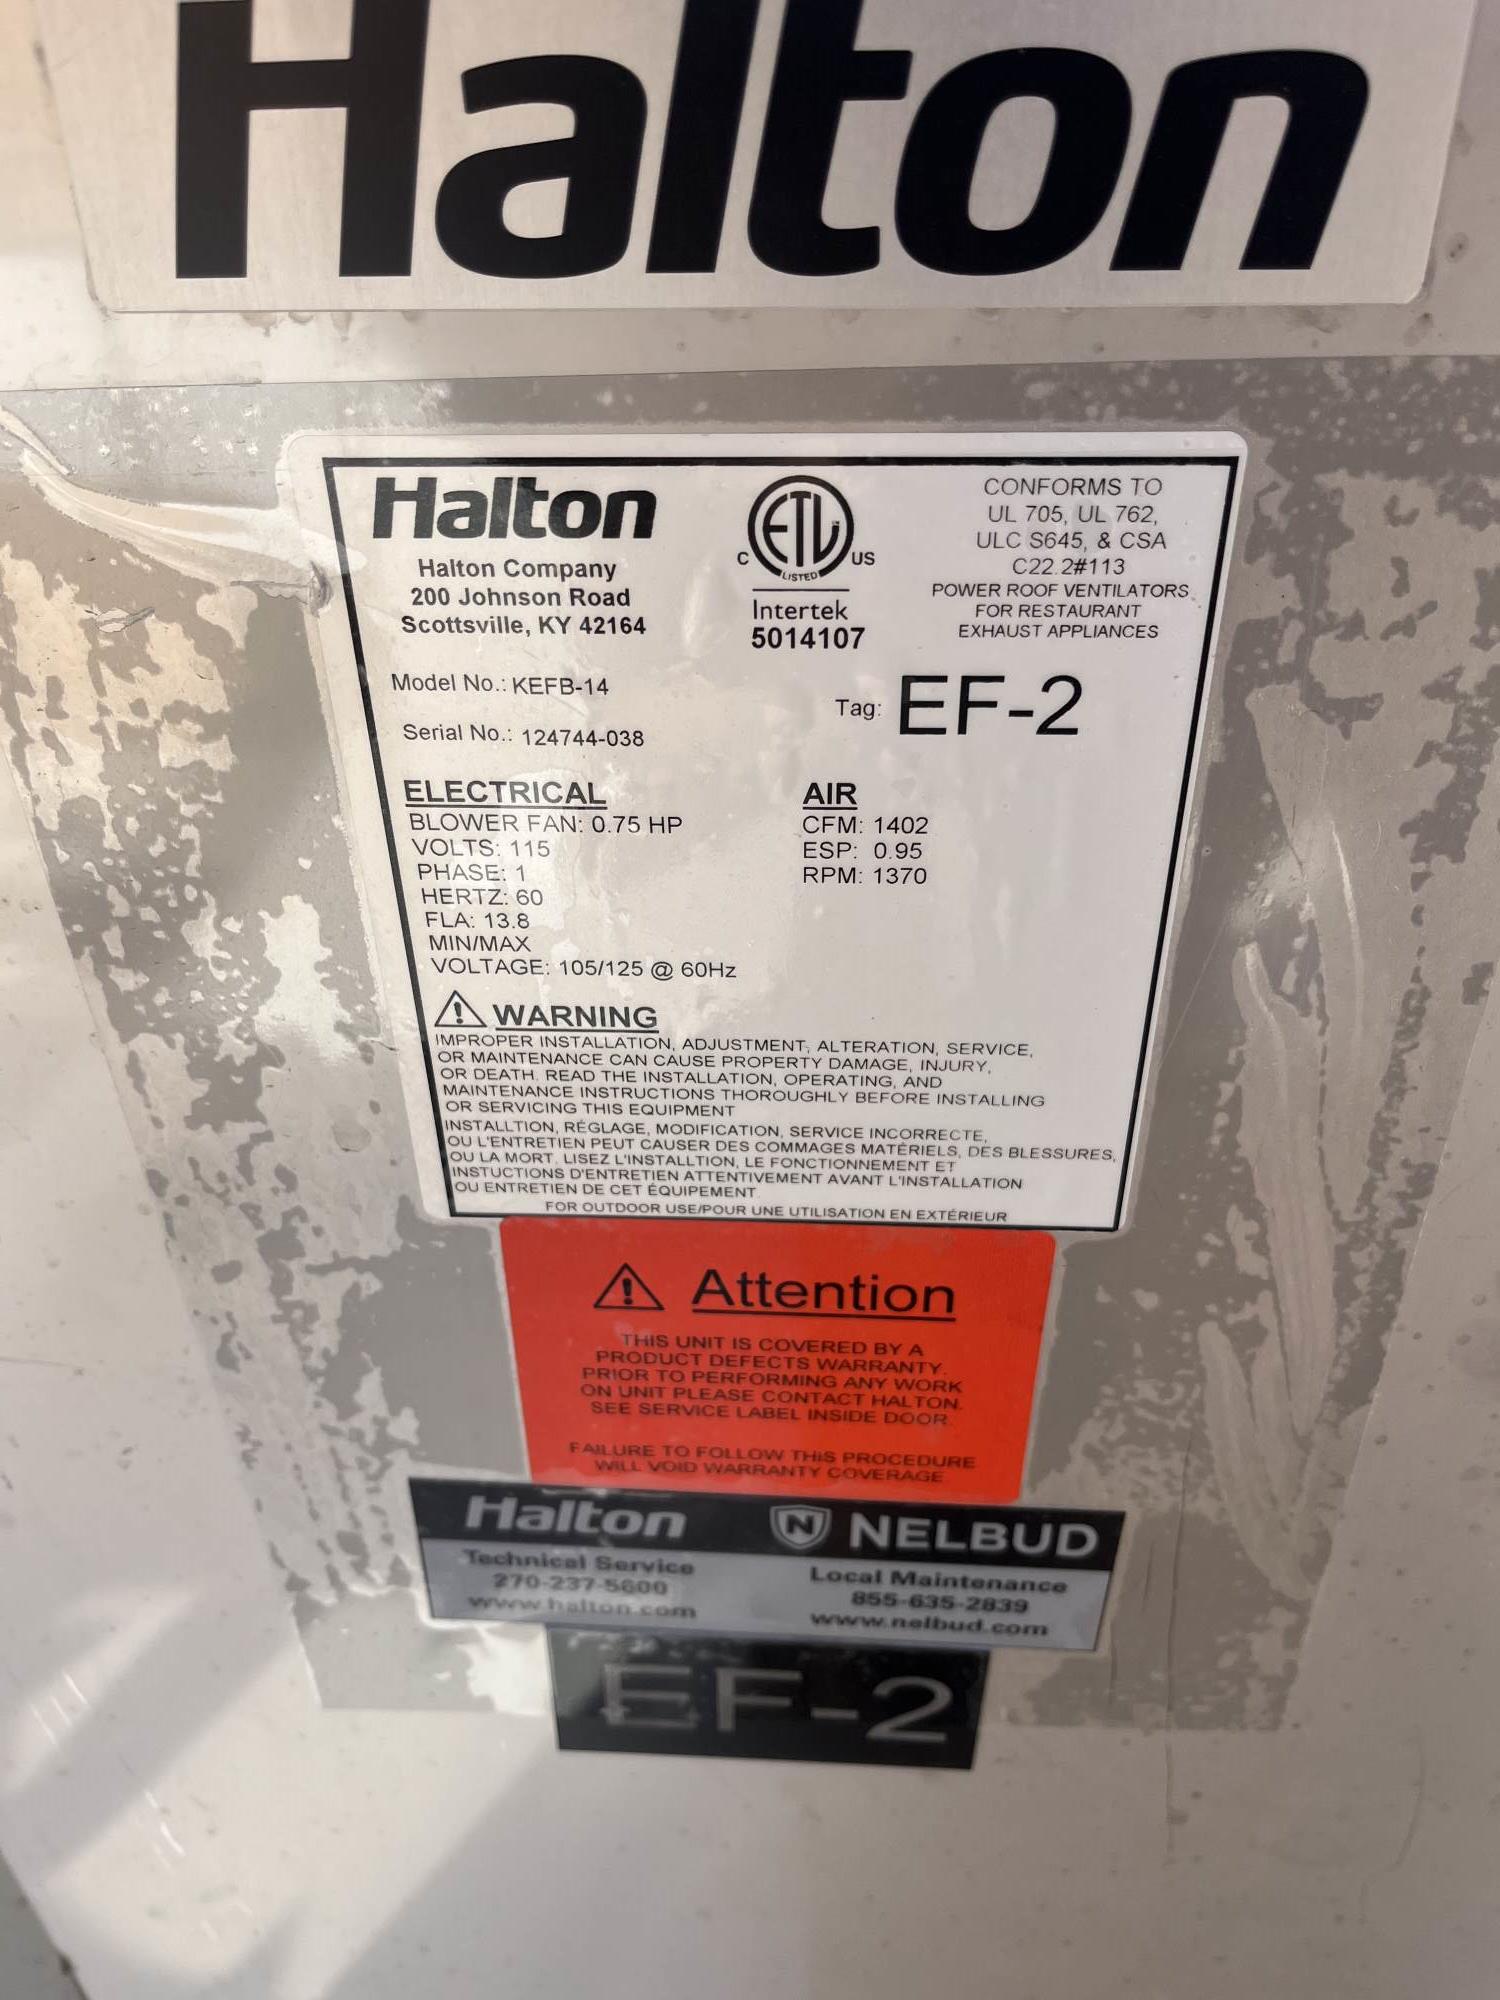 Halton
Halton
Halton Company
200 Johnson Road
Scottsville, KY 42164
C ETL US
LISTED
Intertek
5014107
CONFORMS TO
UL 705, UL 762,
ULC S645, & CSA
C22.2#113
POWER ROOF VENTILATORS
FOR RESTAURANT
EXHAUST APPLIANCES
Model No.: KEFB-14
Serial No.: 124744-038
Tag: EF-2
ELECTRICAL
BLOWER FAN: 0.75 HP
VOLTS: 115
PHASE: 1
HERTZ: 60
FLA: 13.8
MIN/MAX
VOLTAGE: 105/125 @ 60Hz
AIR
CFM: 1402
ESP: 0.95
RPM: 1370
WARNING
IMPROPER INSTALLATION, ADJUSTMENT, ALTERATION, SERVICE,
OR MAINTENANCE CAN CAUSE PROPERTY DAMAGE, INJURY,
OR DEATH. READ THE INSTALLATION, OPERATING, AND
MAINTENANCE INSTRUCTIONS THOROUGHLY BEFORE INSTALLING
OR SERVICING THIS EQUIPMENT
INSTALLTION, RÉGLAGE, MODIFICATION, SERVICE INCORRECTE,
OU L'ENTRETIEN PEUT CAUSER DES COMMAGES MATÉRIELS, DES BLESSURES,
OU LA MORT. LISEZ L'INSTALLTION, LE FONCTIONNEMENT ET
INSTUCTIONS D'ENTRETIEN ATTENTIVEMENT AVANT L'INSTALLATION
OU ENTRETIEN DE CET ÉQUIPEMENT.
FOR OUTDOOR USE/POUR UNE UTILISATION EN EXTÉRIEUR
Attention
THIS UNIT IS COVERED BY A
PRODUCT DEFECTS WARRANTY.
PRIOR TO PERFORMING ANY WORK
ON UNIT PLEASE CONTACT HALTON.
SEE SERVICE LABEL INSIDE DOOR.
FAILURE TO FOLLOW THIS PROCEDURE
WILL VOID WARRANTY COVERAGE
Halton
Technical Service
270-237-5600
www.halton.com
N NELBUD
Local Maintenance
855-635-2839
www.nelbud.com
EF-2